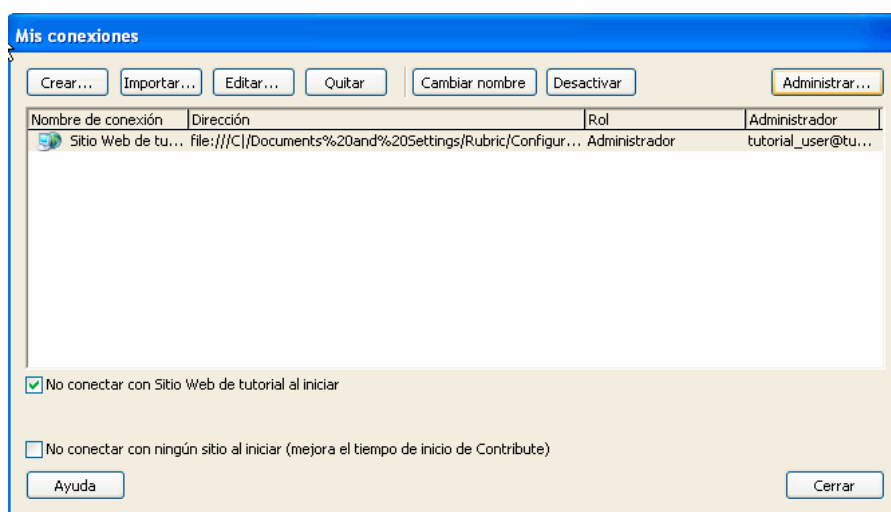 Mis conexiones
Crear... Importar... Editar... Quitar Cambiar nombre Desactivar Administrar...
Nombre de conexión Dirección Rol Administrador
Sitio Web de tu... file:///C|/Documents%20and%20Settings/Rubric/Configur... Administrador tutorial_user@tu...
No conectar con Sitio Web de tutorial al iniciar
No conectar con ningún sitio al iniciar (mejora el tiempo de inicio de Contribute)
Ayuda Cerrar